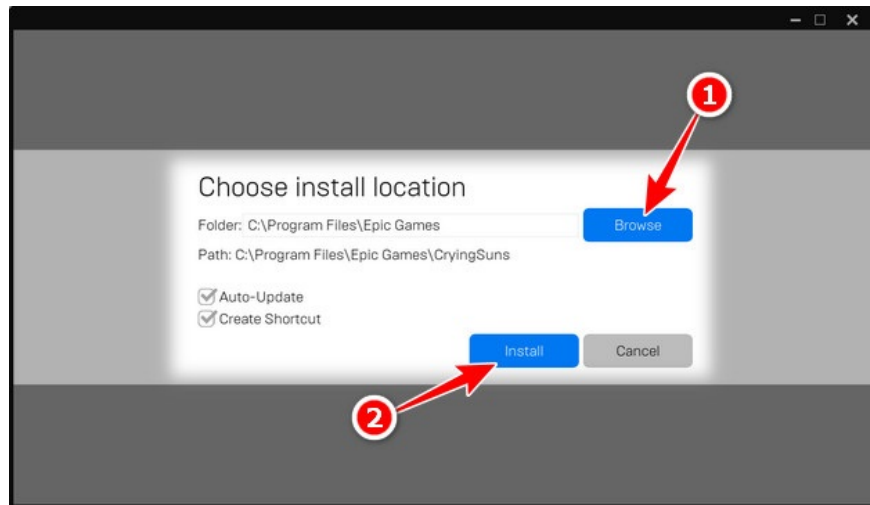 1
Choose install location
Folder: C:\Program Files\Epic Games Browse
Path: C:\Program Files\Epic Games\CryingSuns
Auto-Update
Create Shortcut
Install Cancel
2